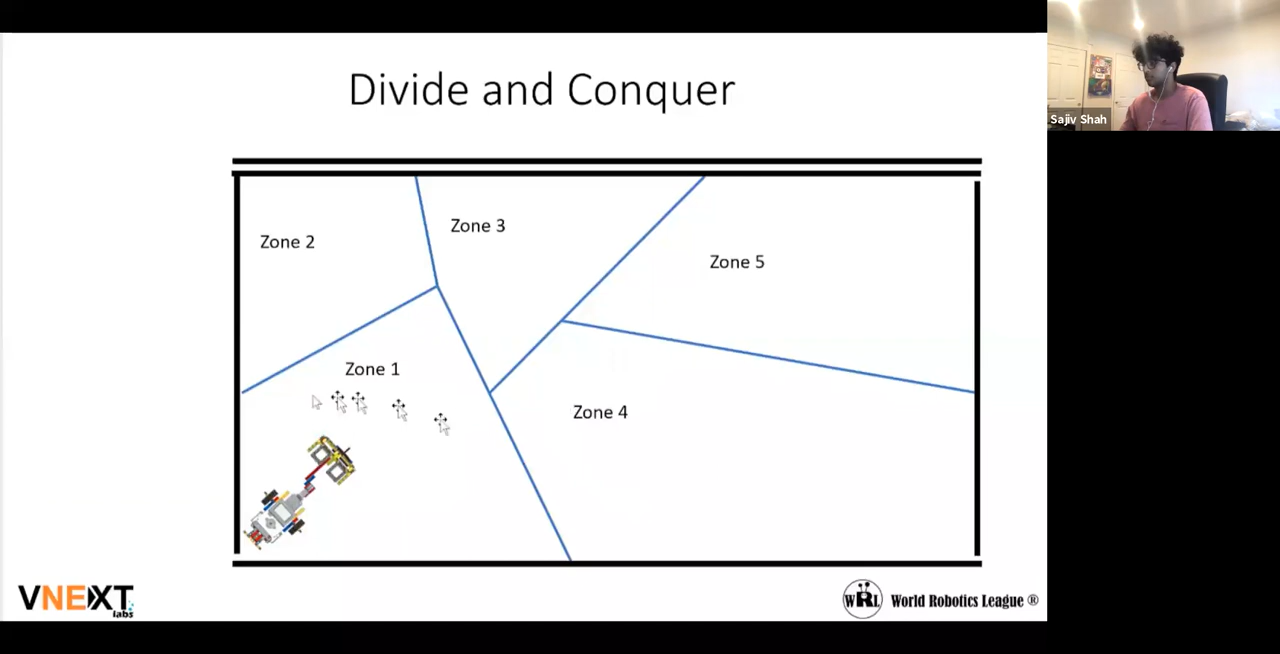 Divide and Conquer
Sajiv Shah
Zone 2
Zone 3
Zone 5
Zone 1
Zone 4
VNEXT
labs
WRL World Robotics League ®